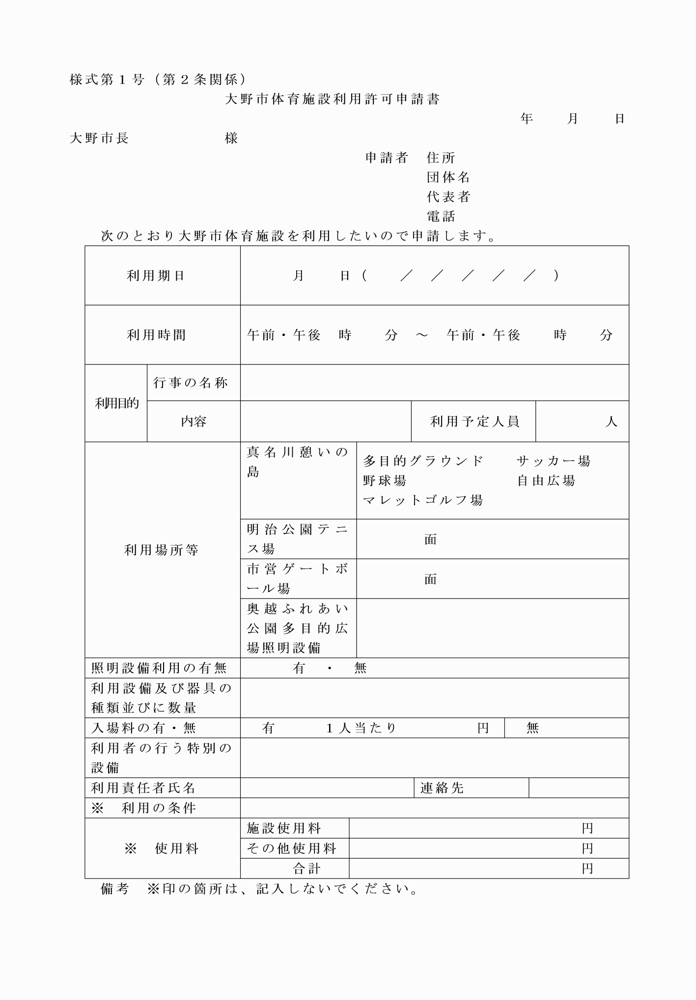 様式第１号（第２条関係）
大野市体育施設利用許可申請書
年　　月　　日
大野市長　　　　　　様
申請者　住所
団体名
代表者
電話
次のとおり大野市体育施設を利用したいので申請します。
利用期日　月　　日（　　／　／　／　／　／　）
利用時間　午前・午後　時　　分　～　午前・午後　　時　　分
利用目的
行事の名称
内容　利用予定人員　人
利用場所等
真名川憩いの
島
多目的グラウンド　　サッカー場
野球場　　　　　　　自由広場
マレットゴルフ場
明治公園テニ
ス場
面
市営ゲートボ
ール場
面
奥越ふれあい
公園多目的広
場照明設備
照明設備利用の有無　有　・　無
利用設備及び器具の
種類並びに数量
入場料の有・無　有　　　１人当たり　　　　　円　無
利用者の行う特別の
設備
利用責任者氏名　連絡先
※　利用の条件
※　使用料
施設使用料　円
その他使用料　円
合計　円
備考　※印の箇所は、記入しないでください。